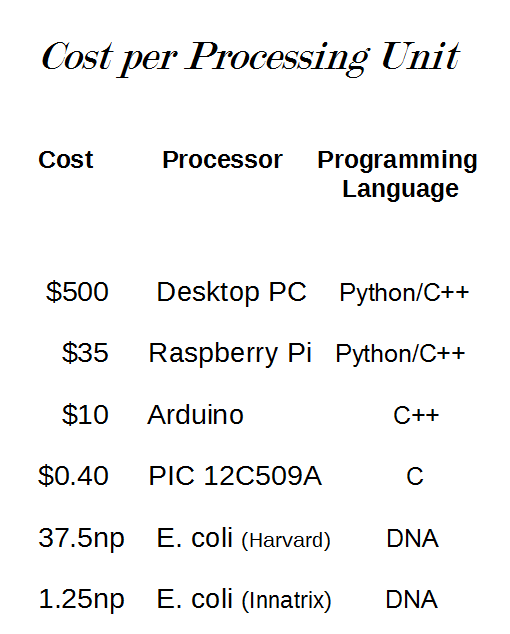 Cost per Processing Unit
Cost Processor Programming
Language
$500 Desktop PC Python/C++
$35 Raspberry Pi Python/C++
$10 Arduino C++
$0.40 PIC 12C509A C
37.5np E. coli (Harvard) DNA
1.25np E. coli (Innatrix) DNA